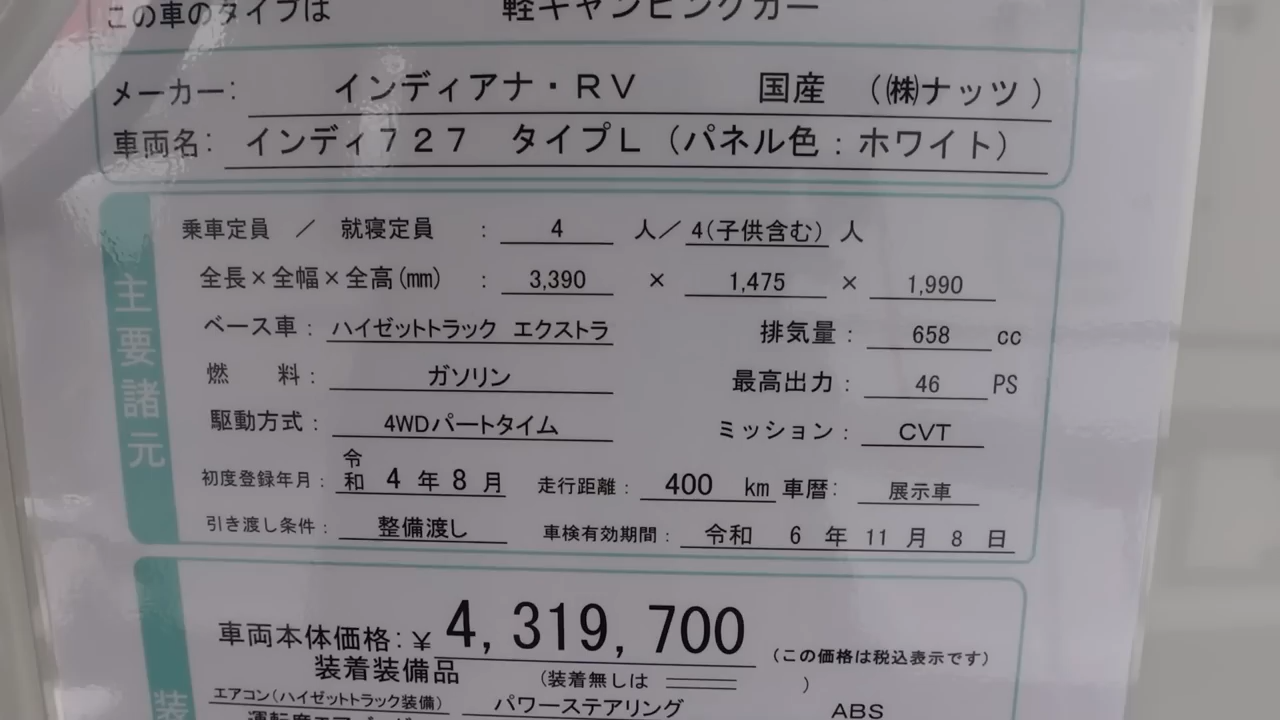 この車のタイプは 軽キャンピングカー
メーカー: インディアナ・RV 国産 (㈱ナッツ)
車両名: インディ727 タイプL(パネル色:ホワイト)
主要諸元
乗車定員 / 就寝定員 : 4 人/ 4(子供含む) 人
全長×全幅×全高(mm) : 3,390 × 1,475 × 1,990
ベース車: ハイゼットトラック エクストラ 排気量: 658 cc
燃 料: ガソリン 最高出力: 46 PS
駆動方式: 4WDパートタイム ミッション: CVT
初度登録年月: 令和 4 年 8 月 走行距離: 400 km 車暦: 展示車
引き渡し条件: 整備渡し 車検有効期間: 令和 6 年 11 月 8 日
車両本体価格:¥ 4,319,700 (この価格は税込表示です)
装着装備品 (装着無しは ══ )
装
エアコン(ハイゼットトラック装備) パワーステアリング ABS